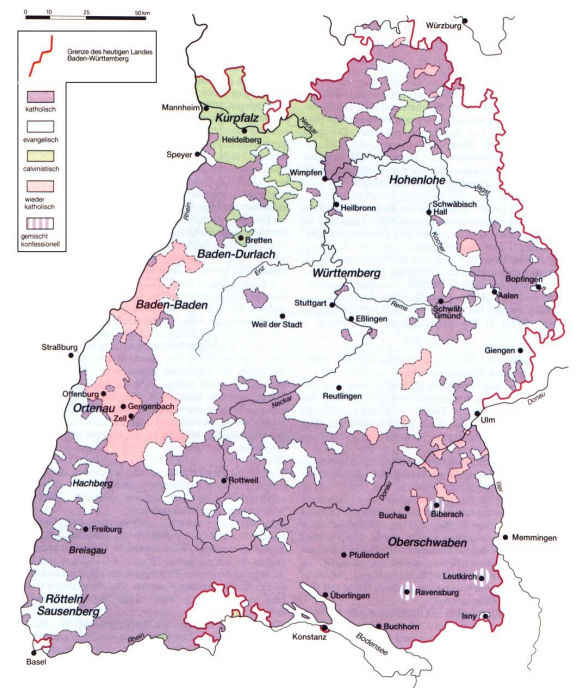 0 10 25 50km
Grenze des heutigen Landes
Baden-Württemberg
katholisch
evangelisch
calvinistisch
wieder
katholisch
gemischt
konfessionell
Würzburg
Mannheim
Kurpfalz
Heidelberg
Neckar
Speyer
Wimpfen
Hohenlohe
Jagst
Rhein
Heilbronn
Schwäbisch
Hall
Kocher
Bretten
Baden-Durlach
Enz
Württemberg
Bopfingen
Aalen
Baden-Baden
Stuttgart
Rems
Weil der Stadt
Eßlingen
Schwäb.
Gmünd
Straßburg
Giengen
Offenburg
Ortenau
Gengenbach
Zell
Neckar
Reutlingen
Donau
Ulm
Hachberg
Rottweil
Donau
Iller
Buchau
Biberach
Freiburg
Breisgau
Oberschwaben
Memmingen
Pfullendorf
Leutkirch
Rötteln/
Sausenberg
Überlingen
Ravensburg
Isny
Rhein
Konstanz
Buchhorn
Bodensee
Basel